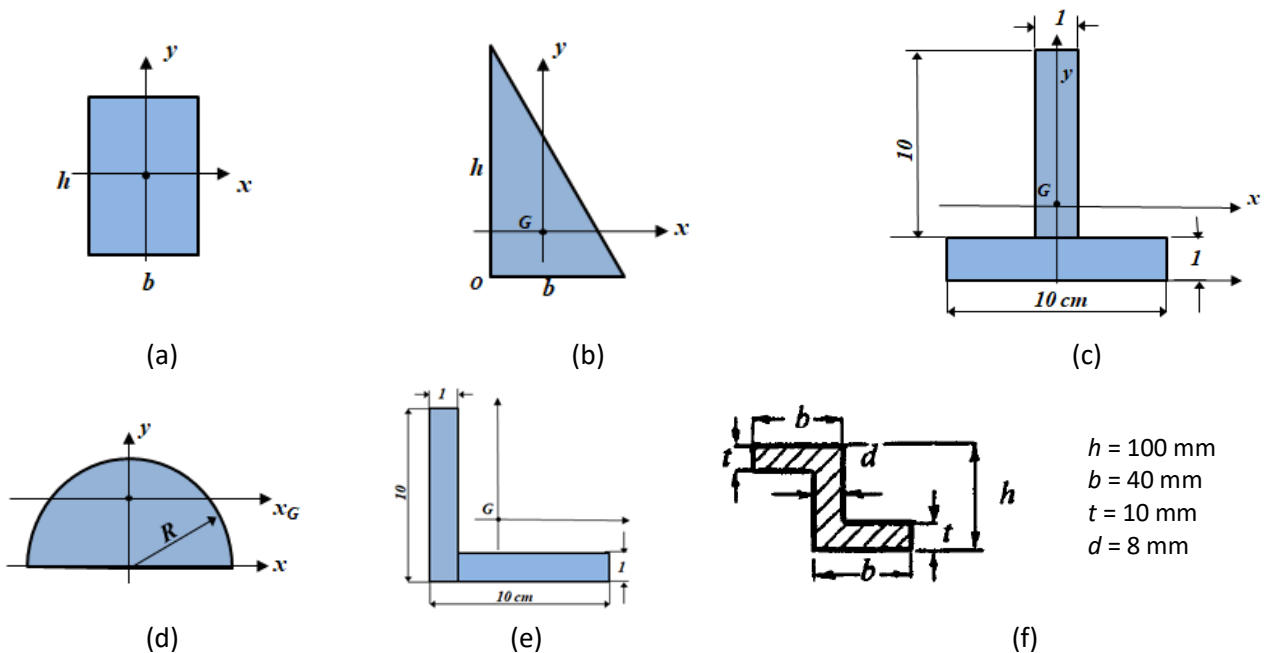 y
h
x
b
(a)
y
h
G
x
O
b
(b)
1
y
10
G
x
1
10 cm
(c)
y
x_G
R
x
(d)
1
10
G
1
10 cm
(e)
b
t
d
h
t
b
(f)
h = 100 mm
b = 40 mm
t = 10 mm
d = 8 mm